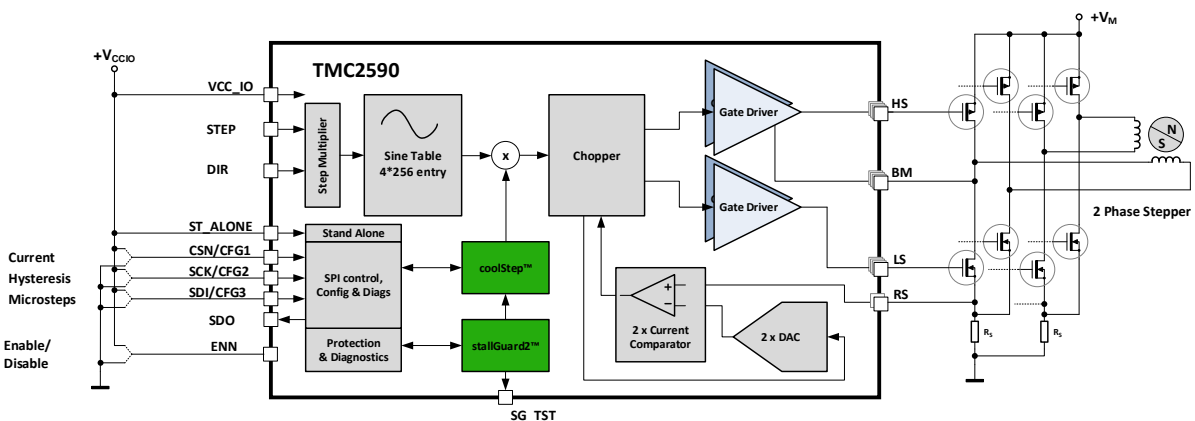 +VCCIO
TMC2590
+VM
VCC_IO
STEP
DIR
Step Multiplier
Sine Table
4*256 entry
x
Chopper
Gate Driver
Gate Driver
HS
BM
LS
RS
N
S
2 Phase Stepper
ST_ALONE
CSN/CFG1
SCK/CFG2
SDI/CFG3
SDO
ENN
Current
Hysteresis
Microsteps
Enable/
Disable
Stand Alone
SPI control,
Config & Diags
Protection
& Diagnostics
coolStep™
stallGuard2™
+
−
2 x Current
Comparator
2 x DAC
RS
RS
SG_TST